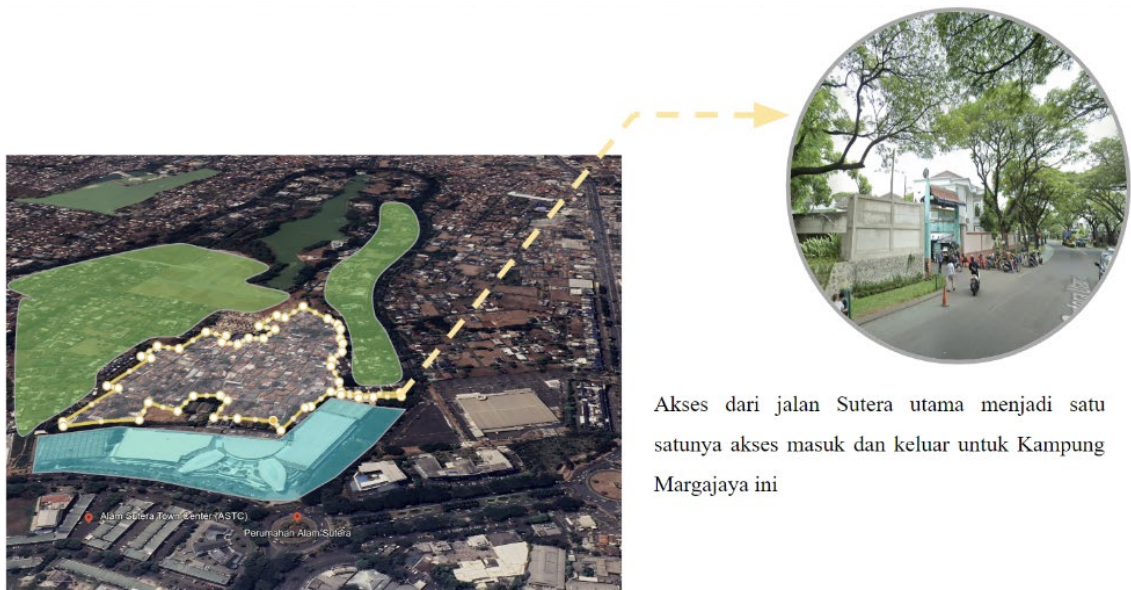 Akses dari jalan Sutera utama menjadi satu
satunya akses masuk dan keluar untuk Kampung
Margajaya ini
Alam Sutera Town Center (ASTC)
Perumahan Alam Sutera